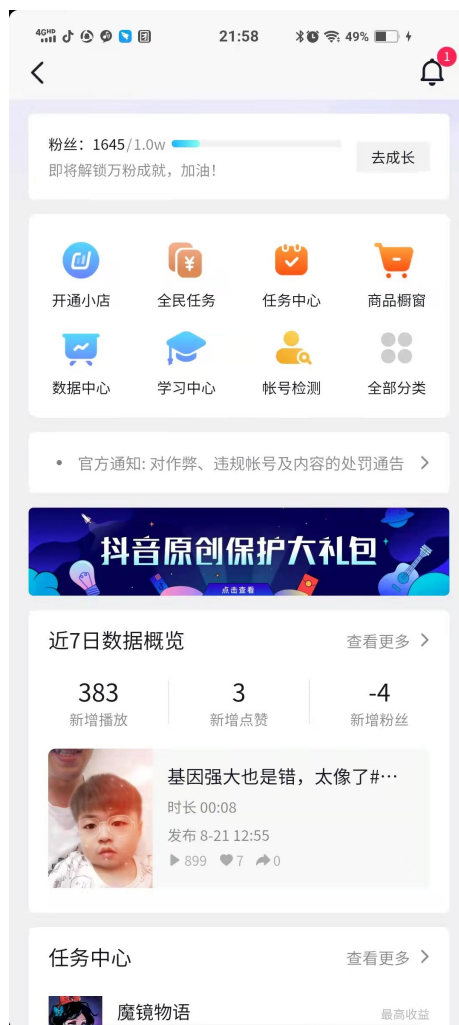 4GHD 21:58 49%
1
粉丝：1645/1.0w
去成长
即将解锁万粉成就，加油！
开通小店 全民任务 任务中心 商品橱窗
数据中心 学习中心 帐号检测 全部分类
• 官方通知: 对作弊、违规帐号及内容的处罚通告
抖音原创保护大礼包
点击查看
近7日数据概览 查看更多
383 3 -4
新增播放 新增点赞 新增粉丝
基因强大也是错，太像了#···
时长 00:08
发布 8-21 12:55
899 7 0
任务中心 查看更多
魔镜物语 最高收益